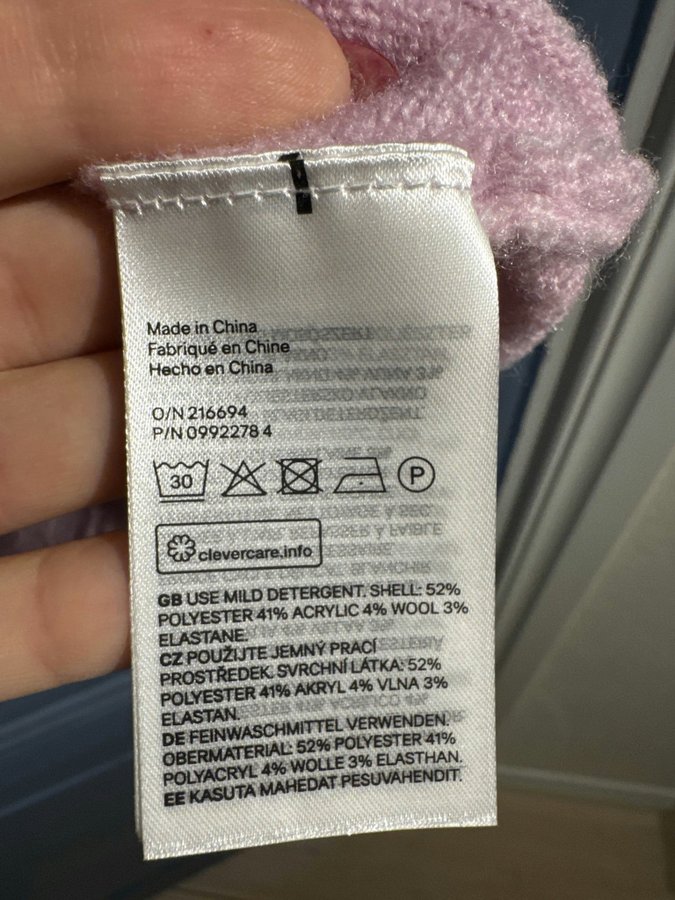 Made in China
Fabriqué en Chine
Hecho en China
O/N 216694
P/N 0992278 4
30
P
clevercare.info
GB USE MILD DETERGENT. SHELL: 52%
POLYESTER 41% ACRYLIC 4% WOOL 3%
ELASTANE.
CZ POUŽIJTE JEMNÝ PRACÍ
PROSTŘEDEK. SVRCHNÍ LÁTKA: 52%
POLYESTER 41% AKRYL 4% VLNA 3%
ELASTAN.
DE FEINWASCHMITTEL VERWENDEN.
OBERMATERIAL: 52% POLYESTER 41%
POLYACRYL 4% WOLLE 3% ELASTHAN.
EE KASUTA MAHEDAT PESUVAHENDIT.